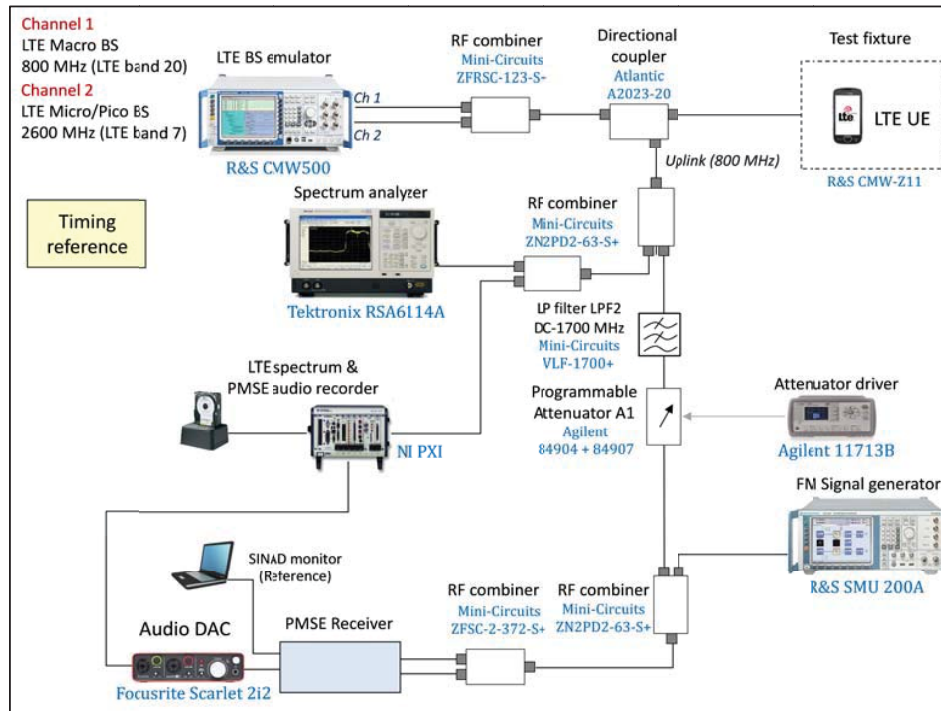 Channel 1
LTE Macro BS
800 MHz (LTE band 20)
Channel 2
LTE Micro/Pico BS
2600 MHz (LTE band 7)
LTE BS emulator
Ch 1
Ch 2
R&S CMW500
RF combiner
Mini-Circuits
ZFRSC-123-S+
Directional
coupler
Atlantic
A2023-20
Test fixture
Lte
LTE UE
R&S CMW-Z11
Uplink (800 MHz)
Timing
reference
Spectrum analyzer
Tektronix RSA6114A
RF combiner
Mini-Circuits
ZN2PD2-63-S+
LP filter LPF2
DC-1700 MHz
Mini-Circuits
VLF-1700+
LTE spectrum &
PMSE audio recorder
NI PXI
Programmable
Attenuator A1
Agilent
84904 + 84907
Attenuator driver
Agilent 11713B
FM Signal generator
R&S SMU 200A
SINAD monitor
(Reference)
Audio DAC
Focusrite Scarlet 2i2
PMSE Receiver
RF combiner
Mini-Circuits
ZFSC-2-372-S+
RF combiner
Mini-Circuits
ZN2PD2-63-S+